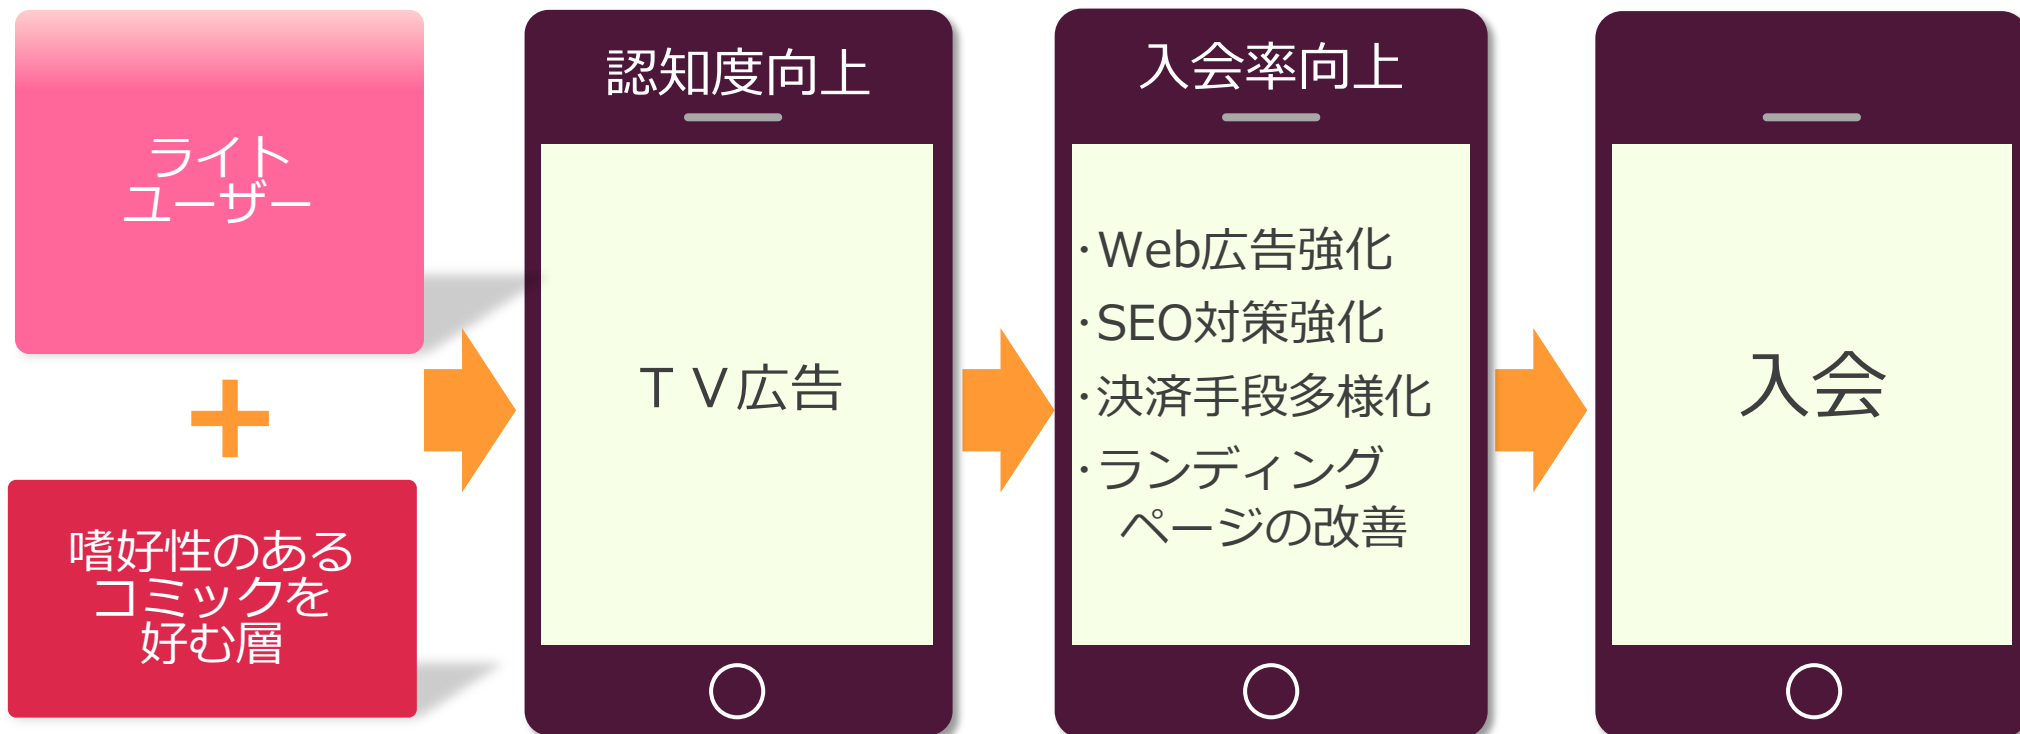 ライト
ユーザー
+
嗜好性のある
コミックを
好む層
認知度向上
ＴＶ広告
入会率向上
・Web広告強化
・SEO対策強化
・決済手段多様化
・ランディング
ページの改善
入会